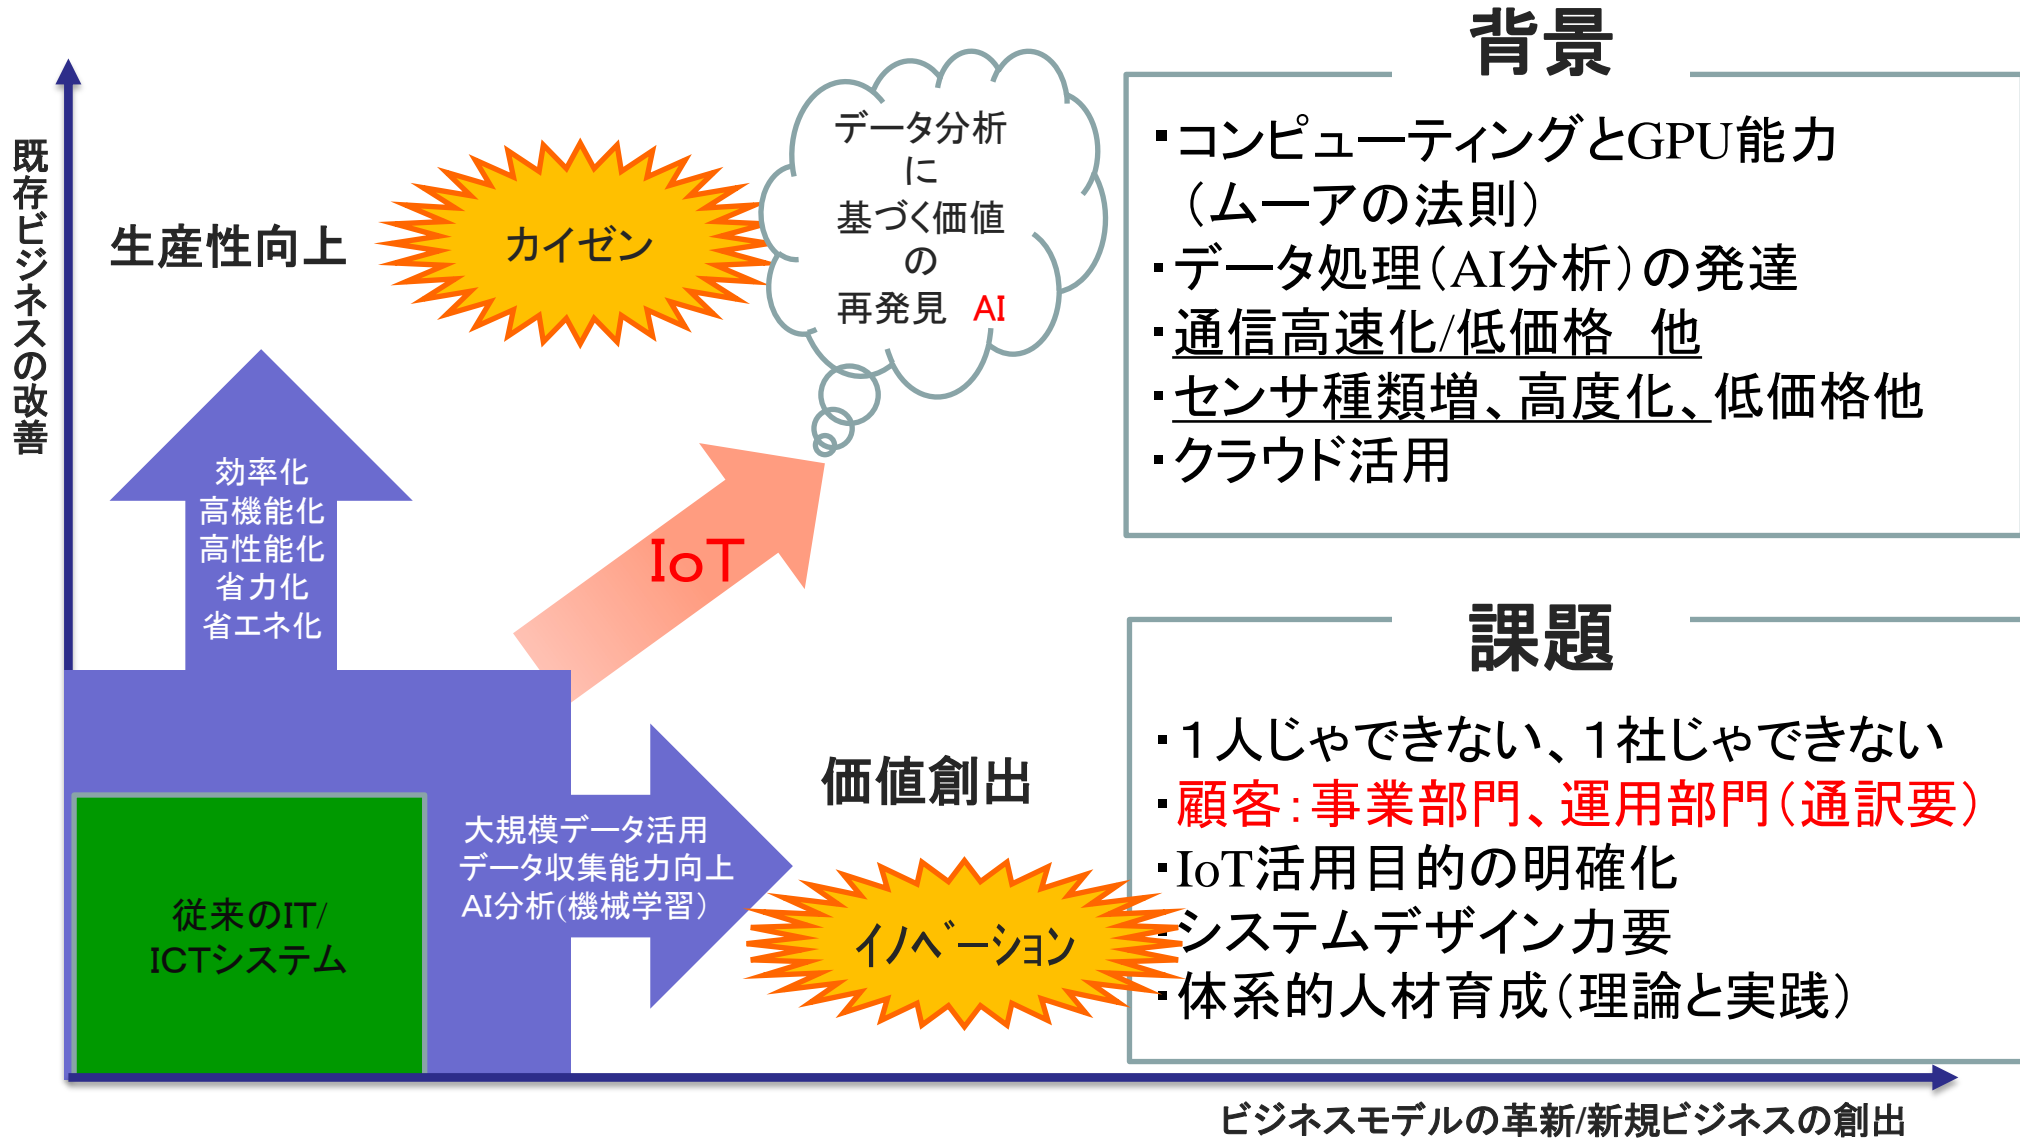 既存ビジネスの改善
生産性向上
カイゼン
データ分析
に
基づく価値
の
再発見 AI
効率化
高機能化
高性能化
省力化
省エネ化
IoT
従来のIT/
ICTシステム
大規模データ活用
データ収集能力向上
AI分析(機械学習)
価値創出
イノベーション
背景
・コンピューティングとGPU能力
(ムーアの法則)
・データ処理(AI分析)の発達
・通信高速化/低価格 他
・センサ種類増、高度化、低価格他
・クラウド活用
課題
・1人じゃできない、1社じゃできない
・顧客:事業部門、運用部門(通訳要)
・IoT活用目的の明確化
・システムデザイン力要
・体系的人材育成(理論と実践)
ビジネスモデルの革新/新規ビジネスの創出